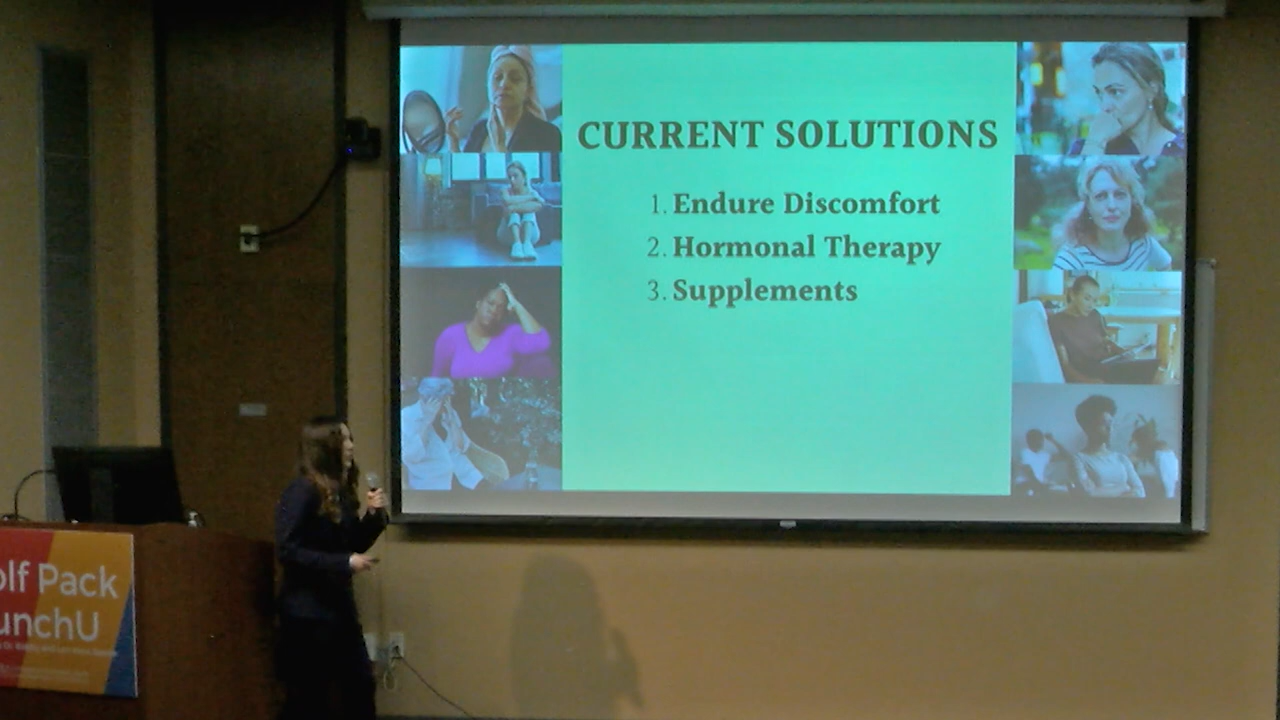 CURRENT SOLUTIONS
1. Endure Discomfort
2. Hormonal Therapy
3. Supplements
olf Pack
unchU